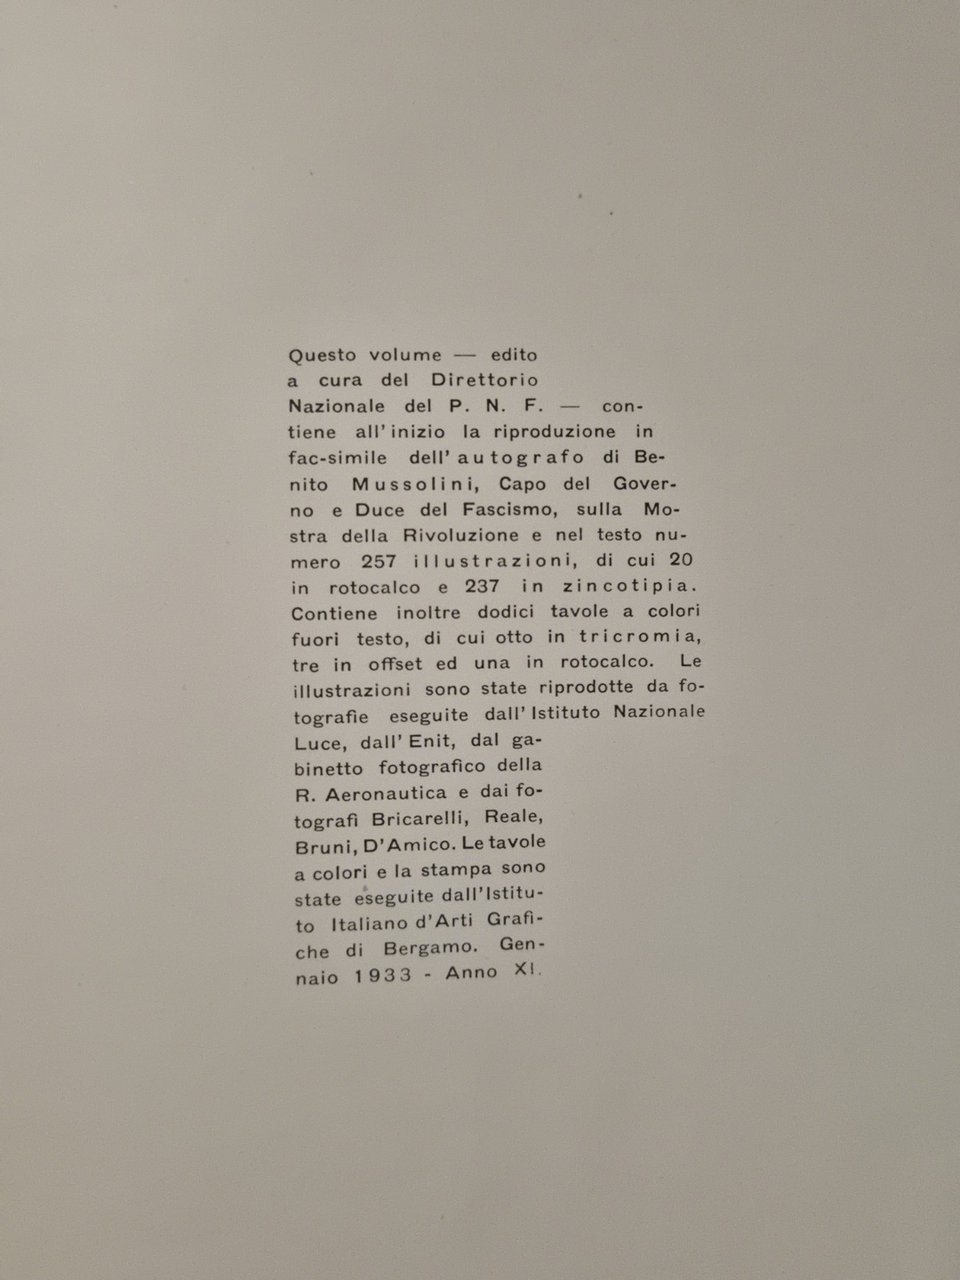 Questo volume — edito
a cura del Direttorio
Nazionale del P. N. F. — con-
tiene all'inizio la riproduzione in
fac-simile dell'autografo di Be-
nito Mussolini, Capo del Gover-
no e Duce del Fascismo, sulla Mo-
stra della Rivoluzione e nel testo nu-
mero 257 illustrazioni, di cui 20
in rotocalco e 237 in zincotipia.
Contiene inoltre dodici tavole a colori
fuori testo, di cui otto in tricromia,
tre in offset ed una in rotocalco. Le
illustrazioni sono state riprodotte da fo-
tografie eseguite dall'Istituto Nazionale
Luce, dall'Enit, dal ga-
binetto fotografico della
R. Aeronautica e dai fo-
tografi Bricarelli, Reale,
Bruni, D'Amico. Le tavole
a colori e la stampa sono
state eseguite dall'Istitu-
to Italiano d'Arti Grafi-
che di Bergamo. Gen-
naio 1933 - Anno XI.